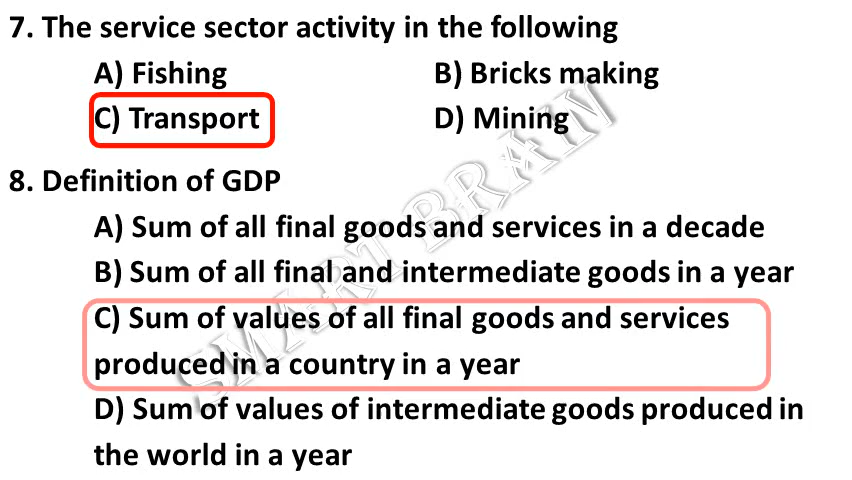 7. The service sector activity in the following
A) Fishing B) Bricks making
C) Transport D) Mining
8. Definition of GDP
A) Sum of all final goods and services in a decade
B) Sum of all final and intermediate goods in a year
C) Sum of values of all final goods and services
produced in a country in a year
D) Sum of values of intermediate goods produced in
the world in a year
SMART BRAIN